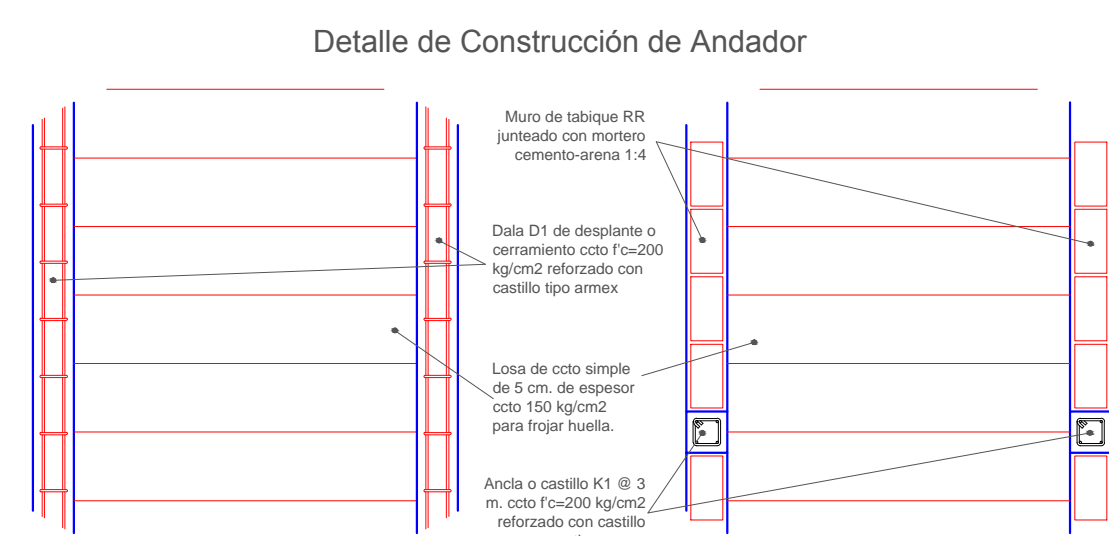 Detalle de Construcción de Andador
Muro de tabique RR
junteado con mortero
cemento-arena 1:4
Dala D1 de desplante o
cerramiento ccto f'c=200
kg/cm2 reforzado con
castillo tipo armex
Losa de ccto simple
de 5 cm. de espesor
ccto 150 kg/cm2
para frojar huella.
Ancla o castillo K1 @ 3
m. ccto f'c=200 kg/cm2
reforzado con castillo